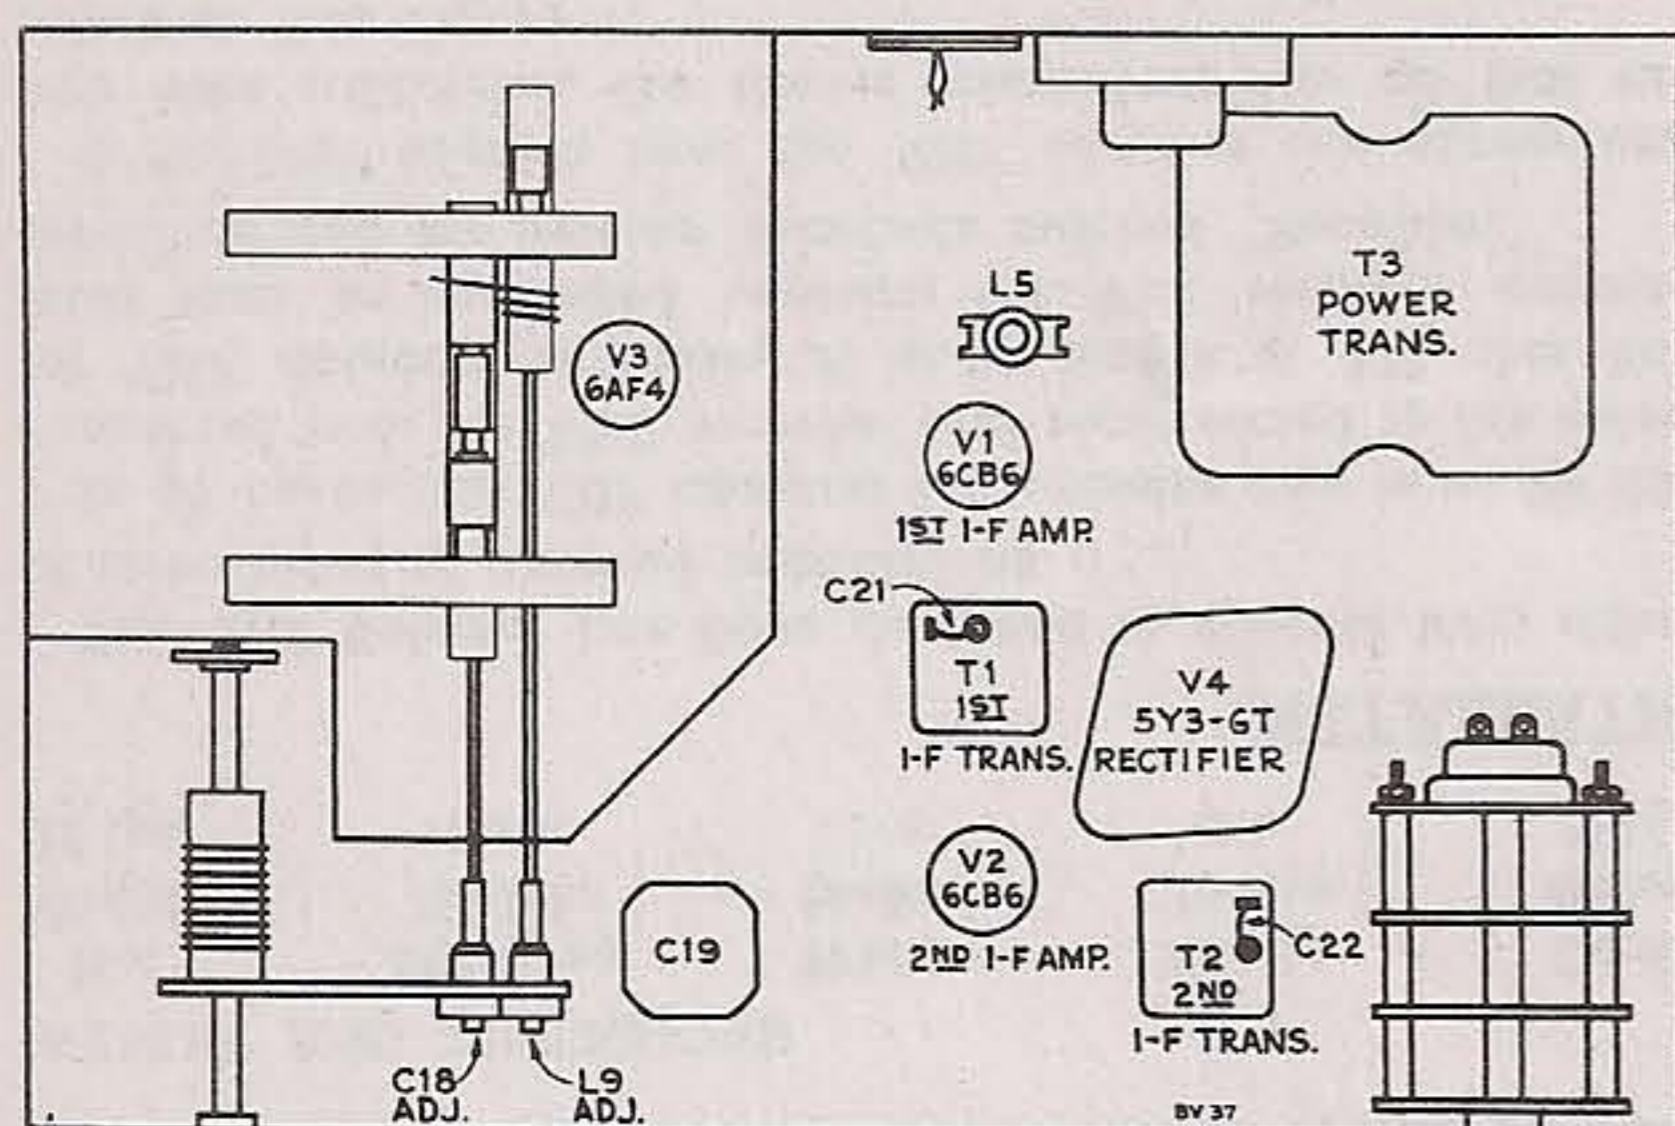 T3
POWER
TRANS.
L5
V3
6AF4
V1
6CB6
1ST I-F AMP.
C21
T1
1ST
I-F TRANS.
V4
5Y3-GT
RECTIFIER
V2
6CB6
2ND I-F AMP.
C19
T2
2ND
I-F TRANS.
C22
C18
ADJ.
L9
ADJ.
BV 37